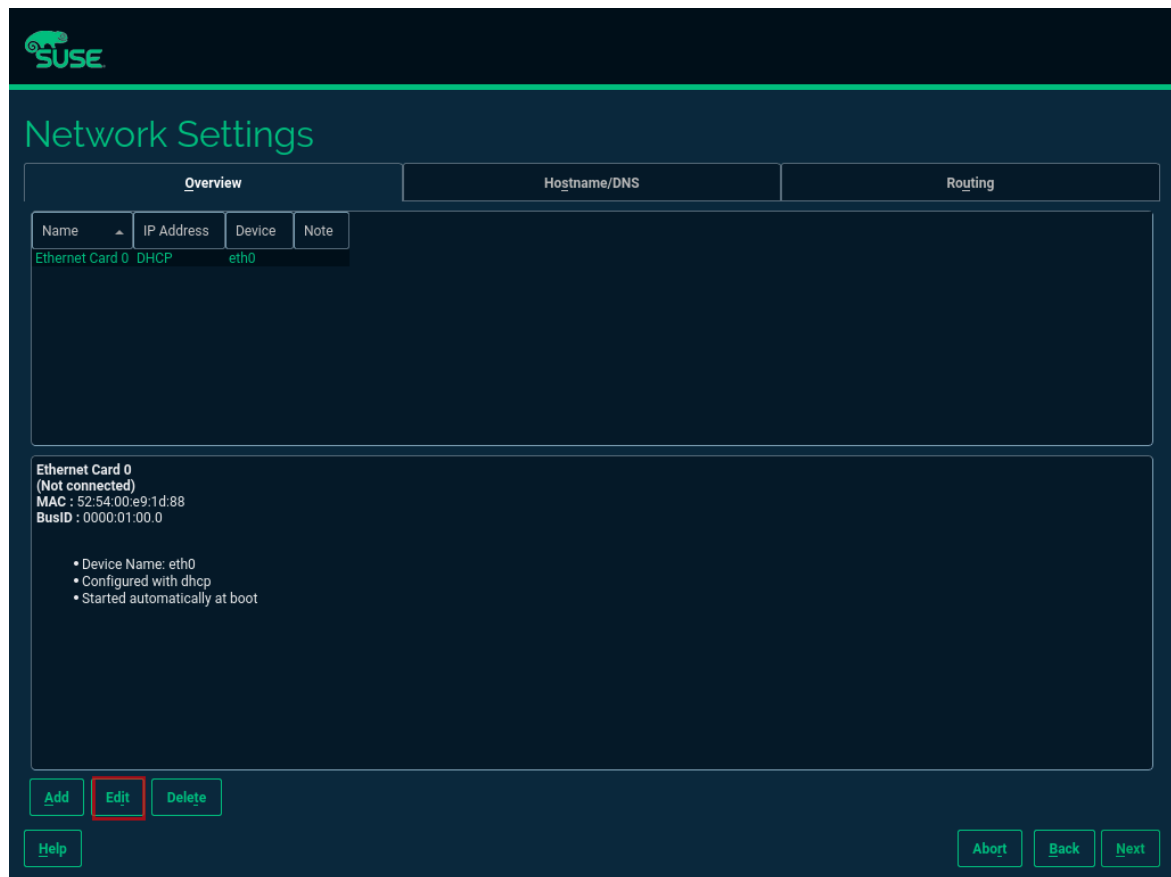 SUSE
Network Settings
Overview Hostname/DNS Routing
Name IP Address Device Note
Ethernet Card 0 DHCP eth0
Ethernet Card 0
(Not connected)
MAC : 52:54:00:e9:1d:88
BusID : 0000:01:00.0
• Device Name: eth0
• Configured with dhcp
• Started automatically at boot
Add Edit Delete
Help Abort Back Next